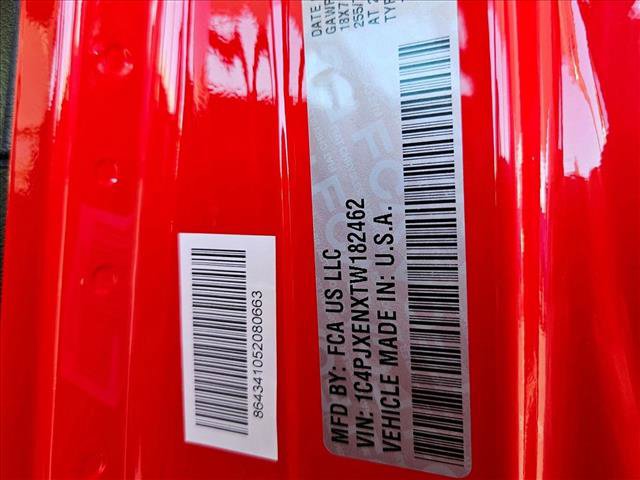 DATE
GAWR
18X7
255/
AT 2
TYP
MFD BY: FCA US LLC
VIN: 1C4PJXENXTW182462
VEHICLE MADE IN: U.S.A.
864341052080663